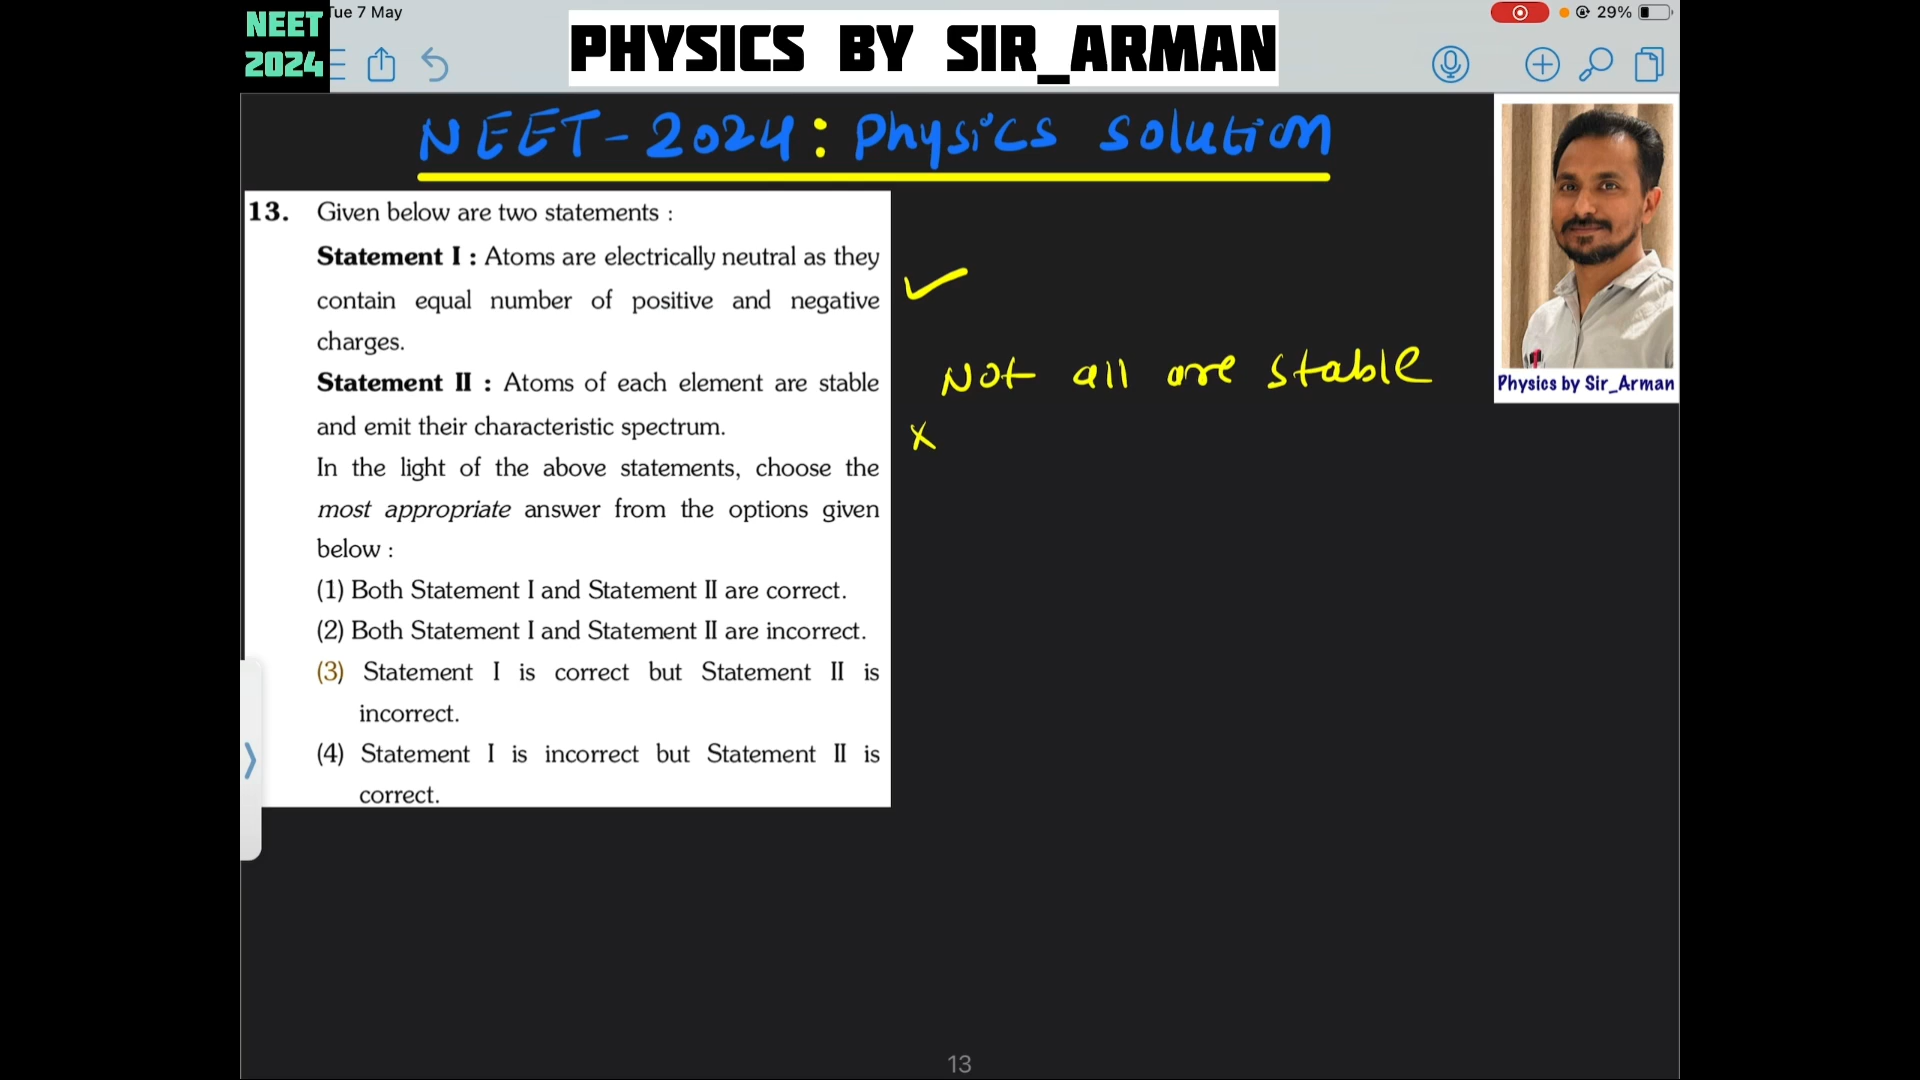 NEET
2024
Tue 7 May
PHYSICS BY SIR_ARMAN
29%
NEET-2024: Physics solution
13. Given below are two statements :
Statement I : Atoms are electrically neutral as they
contain equal number of positive and negative
charges.
Statement II : Atoms of each element are stable
and emit their characteristic spectrum.
In the light of the above statements, choose the
most appropriate answer from the options given
below :
(1) Both Statement I and Statement II are correct.
(2) Both Statement I and Statement II are incorrect.
(3) Statement I is correct but Statement II is
incorrect.
(4) Statement I is incorrect but Statement II is
correct.
Not all are stable
x
Physics by Sir_Arman
13